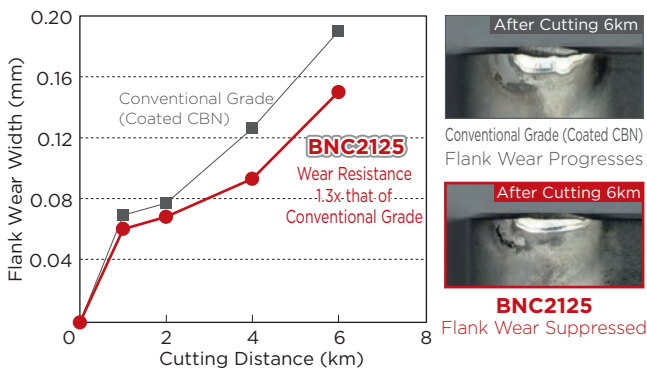 Flank Wear Width (mm)
0.20
0.16
0.12
0.08
0.04
0
2
4
6
8
Cutting Distance (km)
Conventional Grade
(Coated CBN)
BNC2125
Wear Resistance
1.3x that of
Conventional Grade
After Cutting 6km
Conventional Grade (Coated CBN)
Flank Wear Progresses
After Cutting 6km
BNC2125
Flank Wear Suppressed